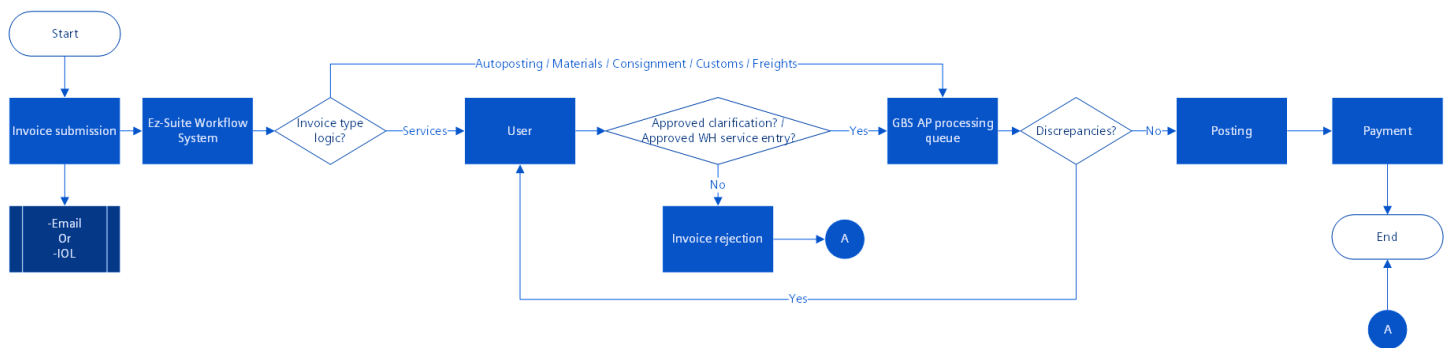 Start
Autoposting / Materials / Consignment / Customs / Freights
Invoice submission
Ez-Suite Workflow
System
Invoice type
logic?
Services
User
Approved clarification? /
Approved WH service entry?
Yes
GBS AP processing
queue
Discrepancies?
No
Posting
Payment
No
-Email
Or
-IOL
Invoice rejection
A
End
Yes
A